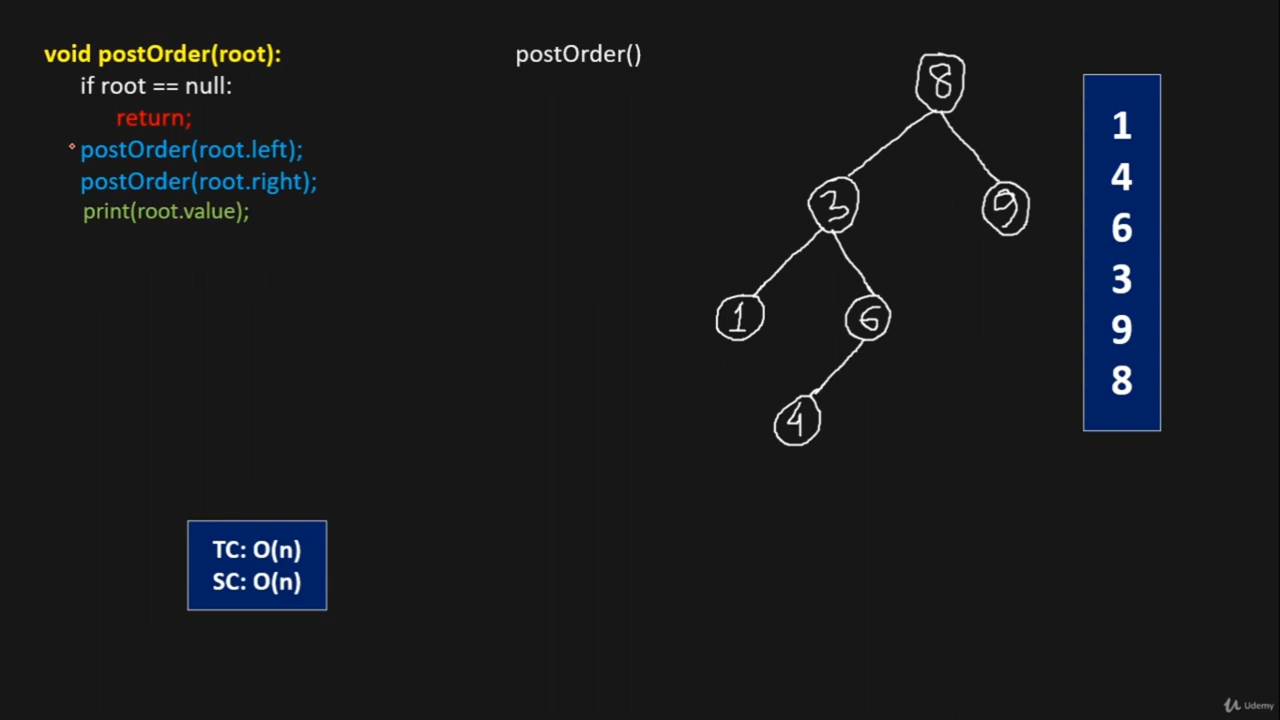 void postOrder(root):
if root == null:
return;
postOrder(root.left);
postOrder(root.right);
print(root.value);
postOrder()
8
3
9
1
6
4
1
4
6
3
9
8
TC: O(n)
SC: O(n)
Udemy